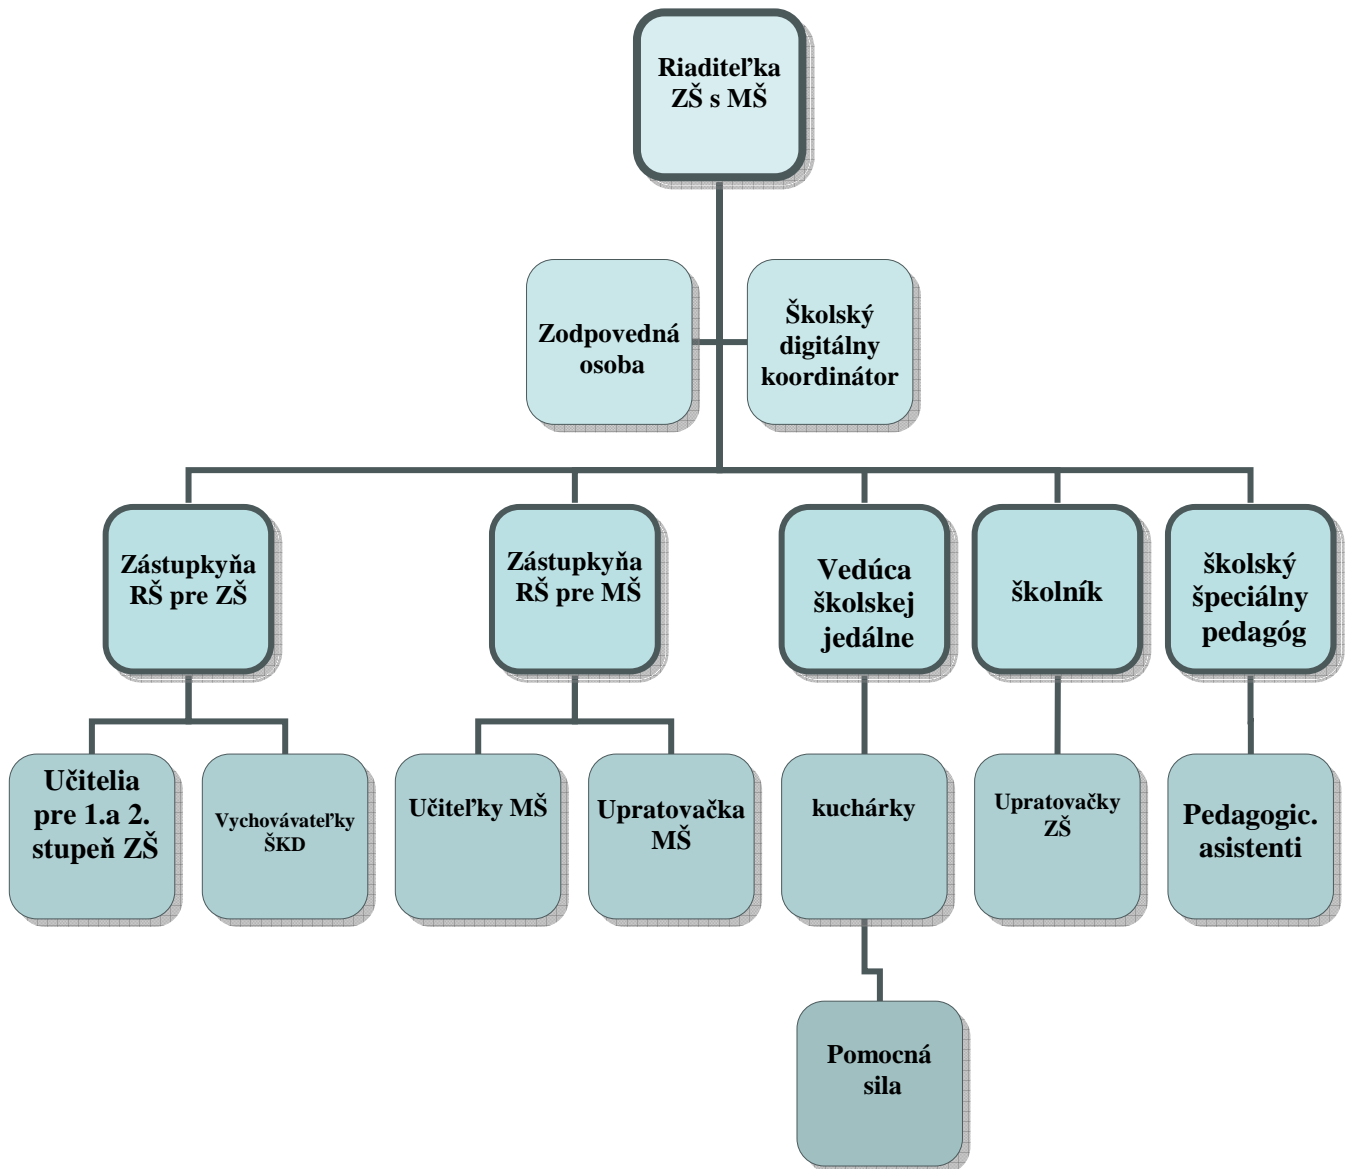 Riaditeľka
ZŠ s MŠ
Zodpovedná
osoba
Školský
digitálny
koordinátor
Zástupkyňa
RŠ pre ZŠ
Zástupkyňa
RŠ pre MŠ
Vedúca
školskej
jedálne
školník
školský
špeciálny
pedagóg
Učitelia
pre 1.a 2.
stupeň ZŠ
Vychovávateľky
ŠKD
Učiteľky MŠ
Upratovačka
MŠ
kuchárky
Upratovačky
ZŠ
Pedagogic.
asistenti
Pomocná
sila